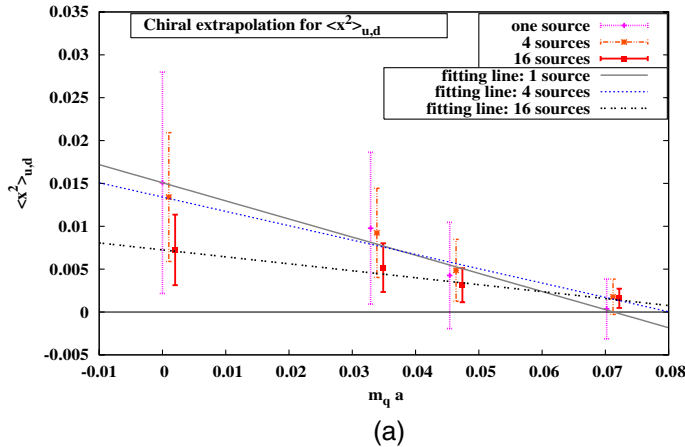 Chiral extrapolation for <x²>u,d
one source
4 sources
16 sources
fitting line: 1 source
fitting line: 4 sources
fitting line: 16 sources
0.035
0.03
0.025
0.02
0.015
0.01
0.005
0
-0.005
<x²>u,d
-0.01 0 0.01 0.02 0.03 0.04 0.05 0.06 0.07 0.08
mq a
(a)